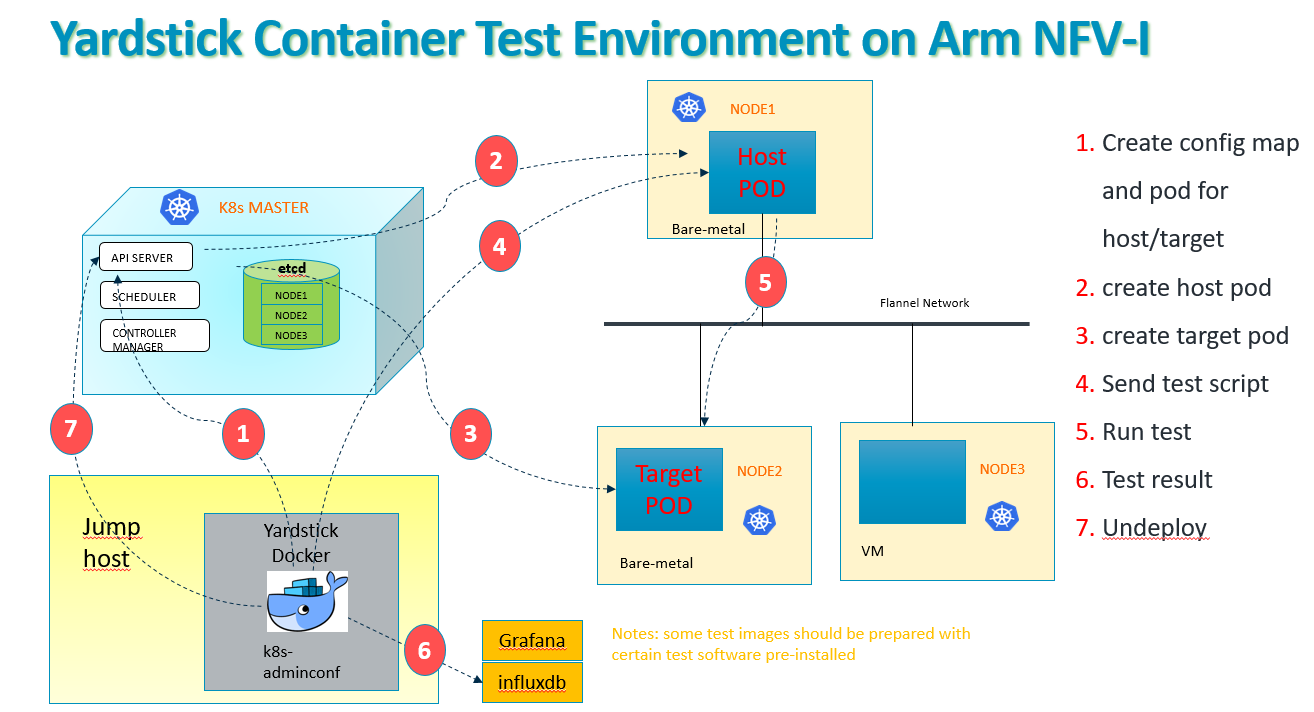 Yardstick Container Test Environment on Arm NFV-I
NODE1
Host
POD
Bare-metal
K8s MASTER
API SERVER
SCHEDULER
CONTROLLER
MANAGER
etcd
NODE1
NODE2
NODE3
2
4
5
Flannel Network
7
1
3
Jump
host
Yardstick
Docker
k8s-
adminconf
Target
POD
NODE2
Bare-metal
NODE3
VM
6
Grafana
influxdb
Notes: some test images should be prepared with
certain test software pre-installed
1. Create config map
and pod for
host/target
2. create host pod
3. create target pod
4. Send test script
5. Run test
6. Test result
7. Undeploy